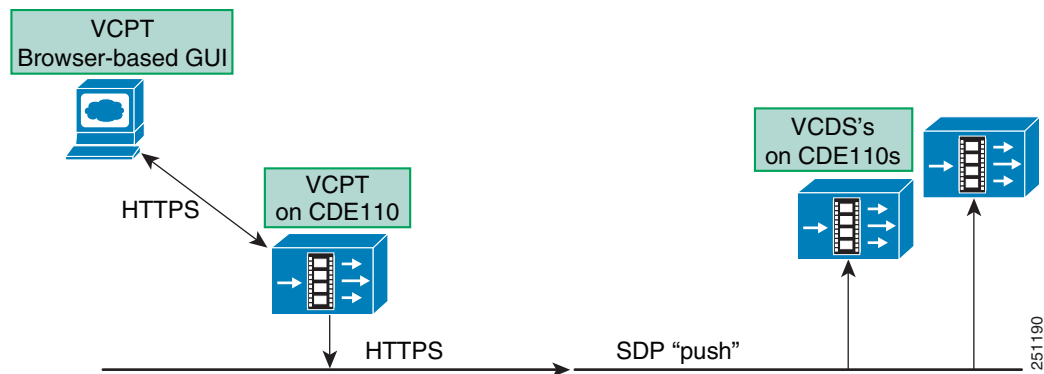 VCPT
Browser-based GUI
HTTPS
VCPT
on CDE110
VCDS's
on CDE110s
HTTPS
SDP “push”
251190